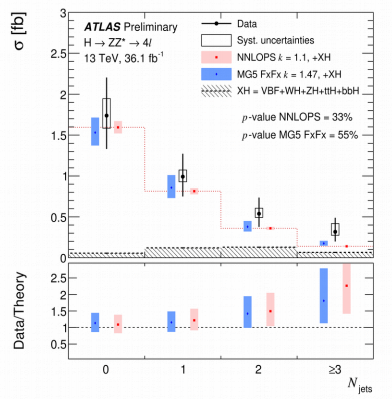 σ [fb]
3
2.5
2
1.5
1
0.5
0
ATLAS Preliminary
H → ZZ* → 4l
13 TeV, 36.1 fb⁻¹
Data
Syst. uncertainties
NNLOPS k = 1.1, +XH
MG5 FxFx k = 1.47, +XH
XH = VBF+WH+ZH+ttH+bbH
p-value NNLOPS = 33%
p-value MG5 FxFx = 55%
Data/Theory
2.5
2
1.5
1
0.5
0 1 2 ≥3
N_jets